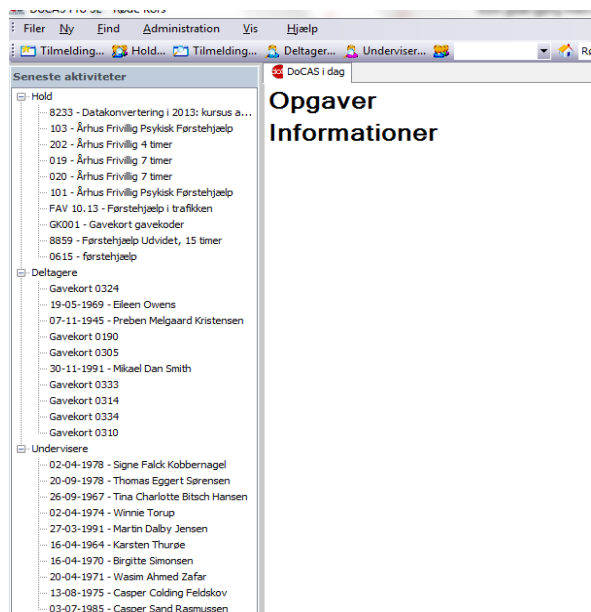 Filer Ny Find Administration Vis Hjælp
Tilmelding... Hold... Tilmelding... Deltager... Underviser...
Seneste aktiviteter
DoCAS i dag
Hold
8233 - Datakonvertering i 2013: kursus a...
103 - Århus Frivillig Psykisk Førstehjælp
202 - Århus Frivillig 4 timer
019 - Århus Frivillig 7 timer
020 - Århus Frivillig 7 timer
101 - Århus Frivillig Psykisk Førstehjælp
FAV 10.13 - Førstehjælp i trafikken
GK001 - Gavekort gavekoder
8859 - Førstehjælp Udvidet, 15 timer
0615 - førstehjælp
Deltagere
Gavekort 0324
19-05-1969 - Eileen Owens
07-11-1945 - Preben Melgaard Kristensen
Gavekort 0190
Gavekort 0305
30-11-1991 - Mikael Dan Smith
Gavekort 0333
Gavekort 0314
Gavekort 0334
Gavekort 0310
Undervisere
02-04-1978 - Signe Falck Kobbernagel
20-09-1978 - Thomas Eggert Sørensen
26-09-1967 - Tina Charlotte Bitsch Hansen
02-04-1974 - Winnie Torup
27-03-1991 - Martin Dalby Jensen
16-04-1964 - Karsten Thurøe
16-04-1970 - Birgitte Simonsen
20-04-1971 - Wasim Ahmed Zafar
13-08-1975 - Casper Colding Feldskov
03-07-1985 - Casper Sand Rasmussen
Opgaver
Informationer